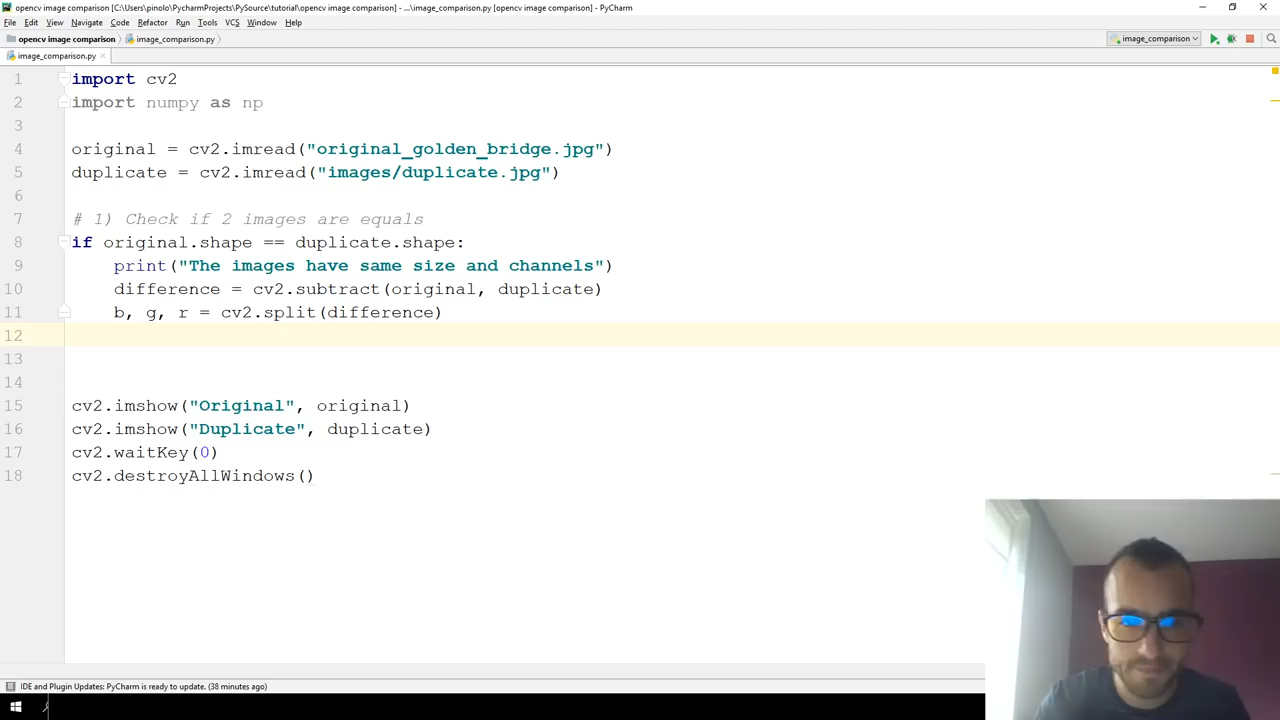 opencv image comparison [C:\Users\pinolo\PycharmProjects\PySource\tutorial\opencv image comparison] - ...\image_comparison.py [opencv image comparison] - PyCharm
File Edit View Navigate Code Refactor Run Tools VCS Window Help
opencv image comparison image_comparison.py image_comparison
image_comparison.py
1 import cv2
2 import numpy as np
3
4 original = cv2.imread("original_golden_bridge.jpg")
5 duplicate = cv2.imread("images/duplicate.jpg")
6
7 # 1) Check if 2 images are equals
8 if original.shape == duplicate.shape:
9 print("The images have same size and channels")
10 difference = cv2.subtract(original, duplicate)
11 b, g, r = cv2.split(difference)
12
13
14
15 cv2.imshow("Original", original)
16 cv2.imshow("Duplicate", duplicate)
17 cv2.waitKey(0)
18 cv2.destroyAllWindows()
IDE and Plugin Updates: PyCharm is ready to update. (38 minutes ago)